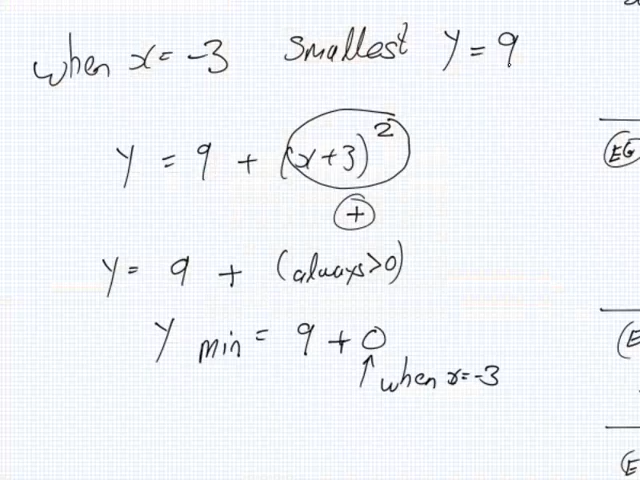 when x = -3 smallest y = 9
y = 9 + (x+3)²
+
y = 9 + (always>0)
y min = 9 + 0
↑ when x = -3
EG
(E
(E